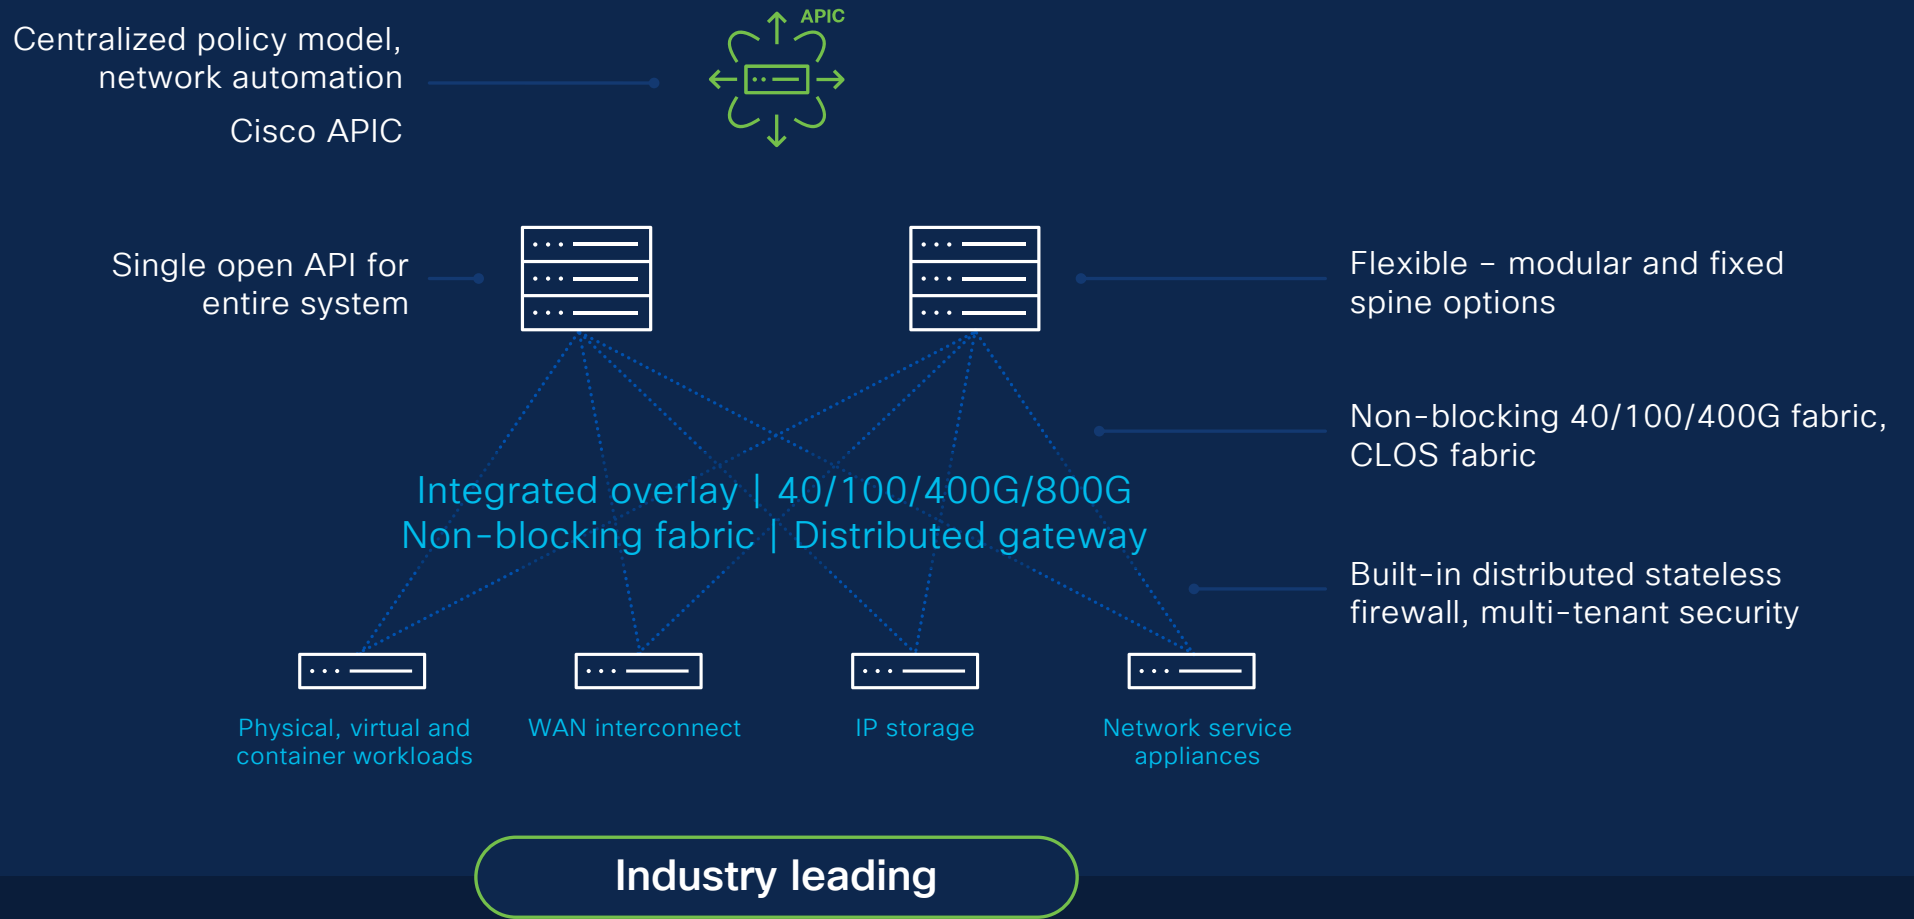 APIC
Centralized policy model,
network automation
Cisco APIC
Single open API for
entire system
Flexible – modular and fixed
spine options
Non-blocking 40/100/400G fabric,
CLOS fabric
Integrated overlay | 40/100/400G/800G
Non-blocking fabric | Distributed gateway
Built-in distributed stateless
firewall, multi-tenant security
Physical, virtual and
container workloads
WAN interconnect
IP storage
Network service
appliances
Industry leading